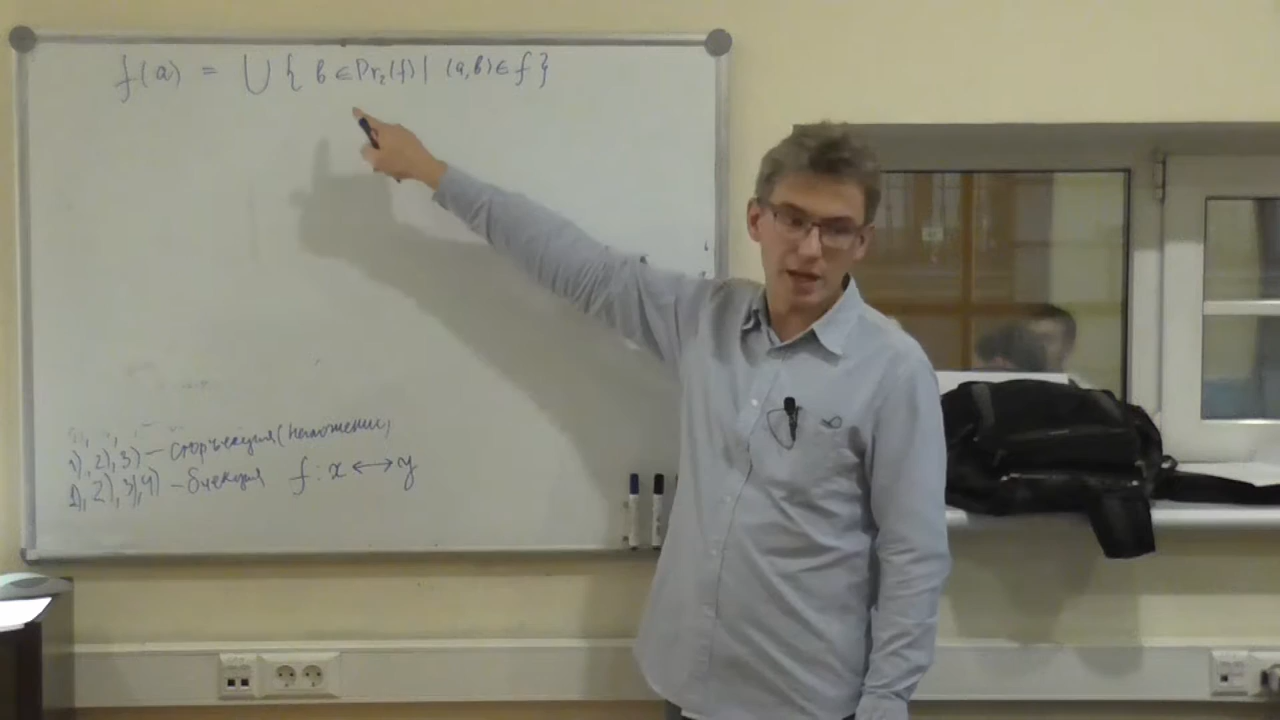 f(a) = ⋃ { b ∈ Pr₂(f) | (a,b) ∈ f }
1), 2), 3) — сюръекция (наложение)
1), 2), 3), 4) — биекция f : x ⟷ y